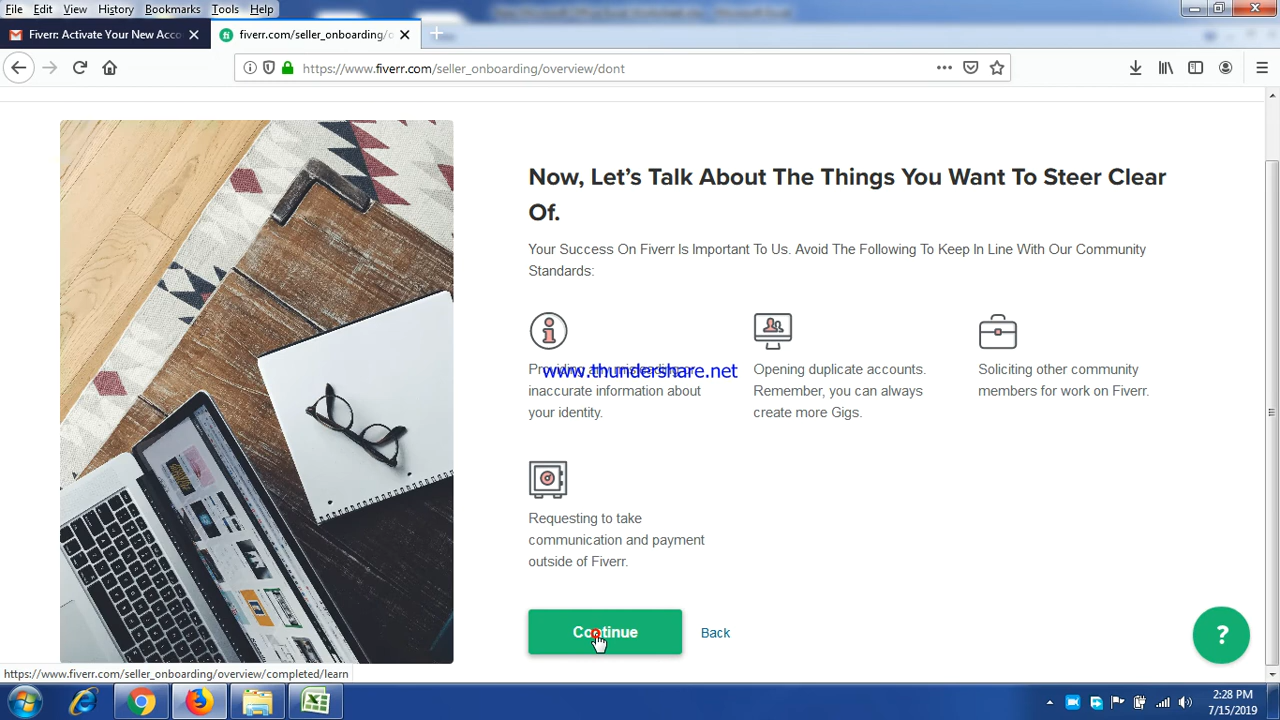 File Edit View History Bookmarks Tools Help
Fiverr: Activate Your New Acco
fiverr.com/seller_onboarding/o
https://www.fiverr.com/seller_onboarding/overview/dont
Now, Let's Talk About The Things You Want To Steer Clear
Of.
Your Success On Fiverr Is Important To Us. Avoid The Following To Keep In Line With Our Community
Standards:
Providing any misleading or
inaccurate information about
your identity.
www.thundershare.net
Opening duplicate accounts.
Remember, you can always
create more Gigs.
Soliciting other community
members for work on Fiverr.
Requesting to take
communication and payment
outside of Fiverr.
Continue
Back
?
https://www.fiverr.com/seller_onboarding/overview/completed/learn
2:28 PM
7/15/2019